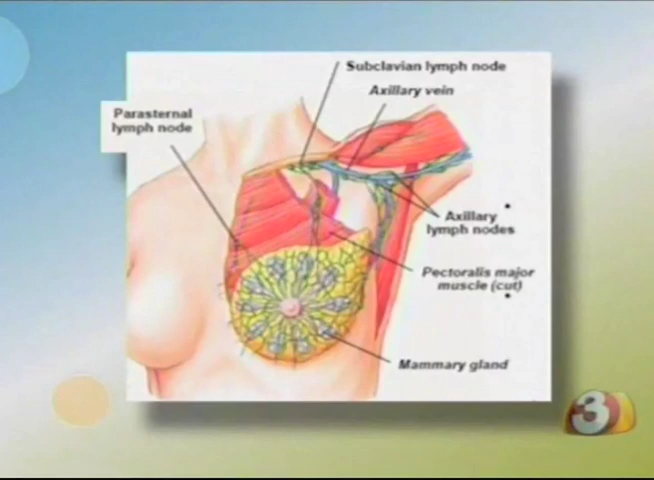 Subclavian lymph node
Axillary vein
Parasternal
lymph node
Axillary
lymph nodes
Pectoralis major
muscle (cut)
Mammary gland
3